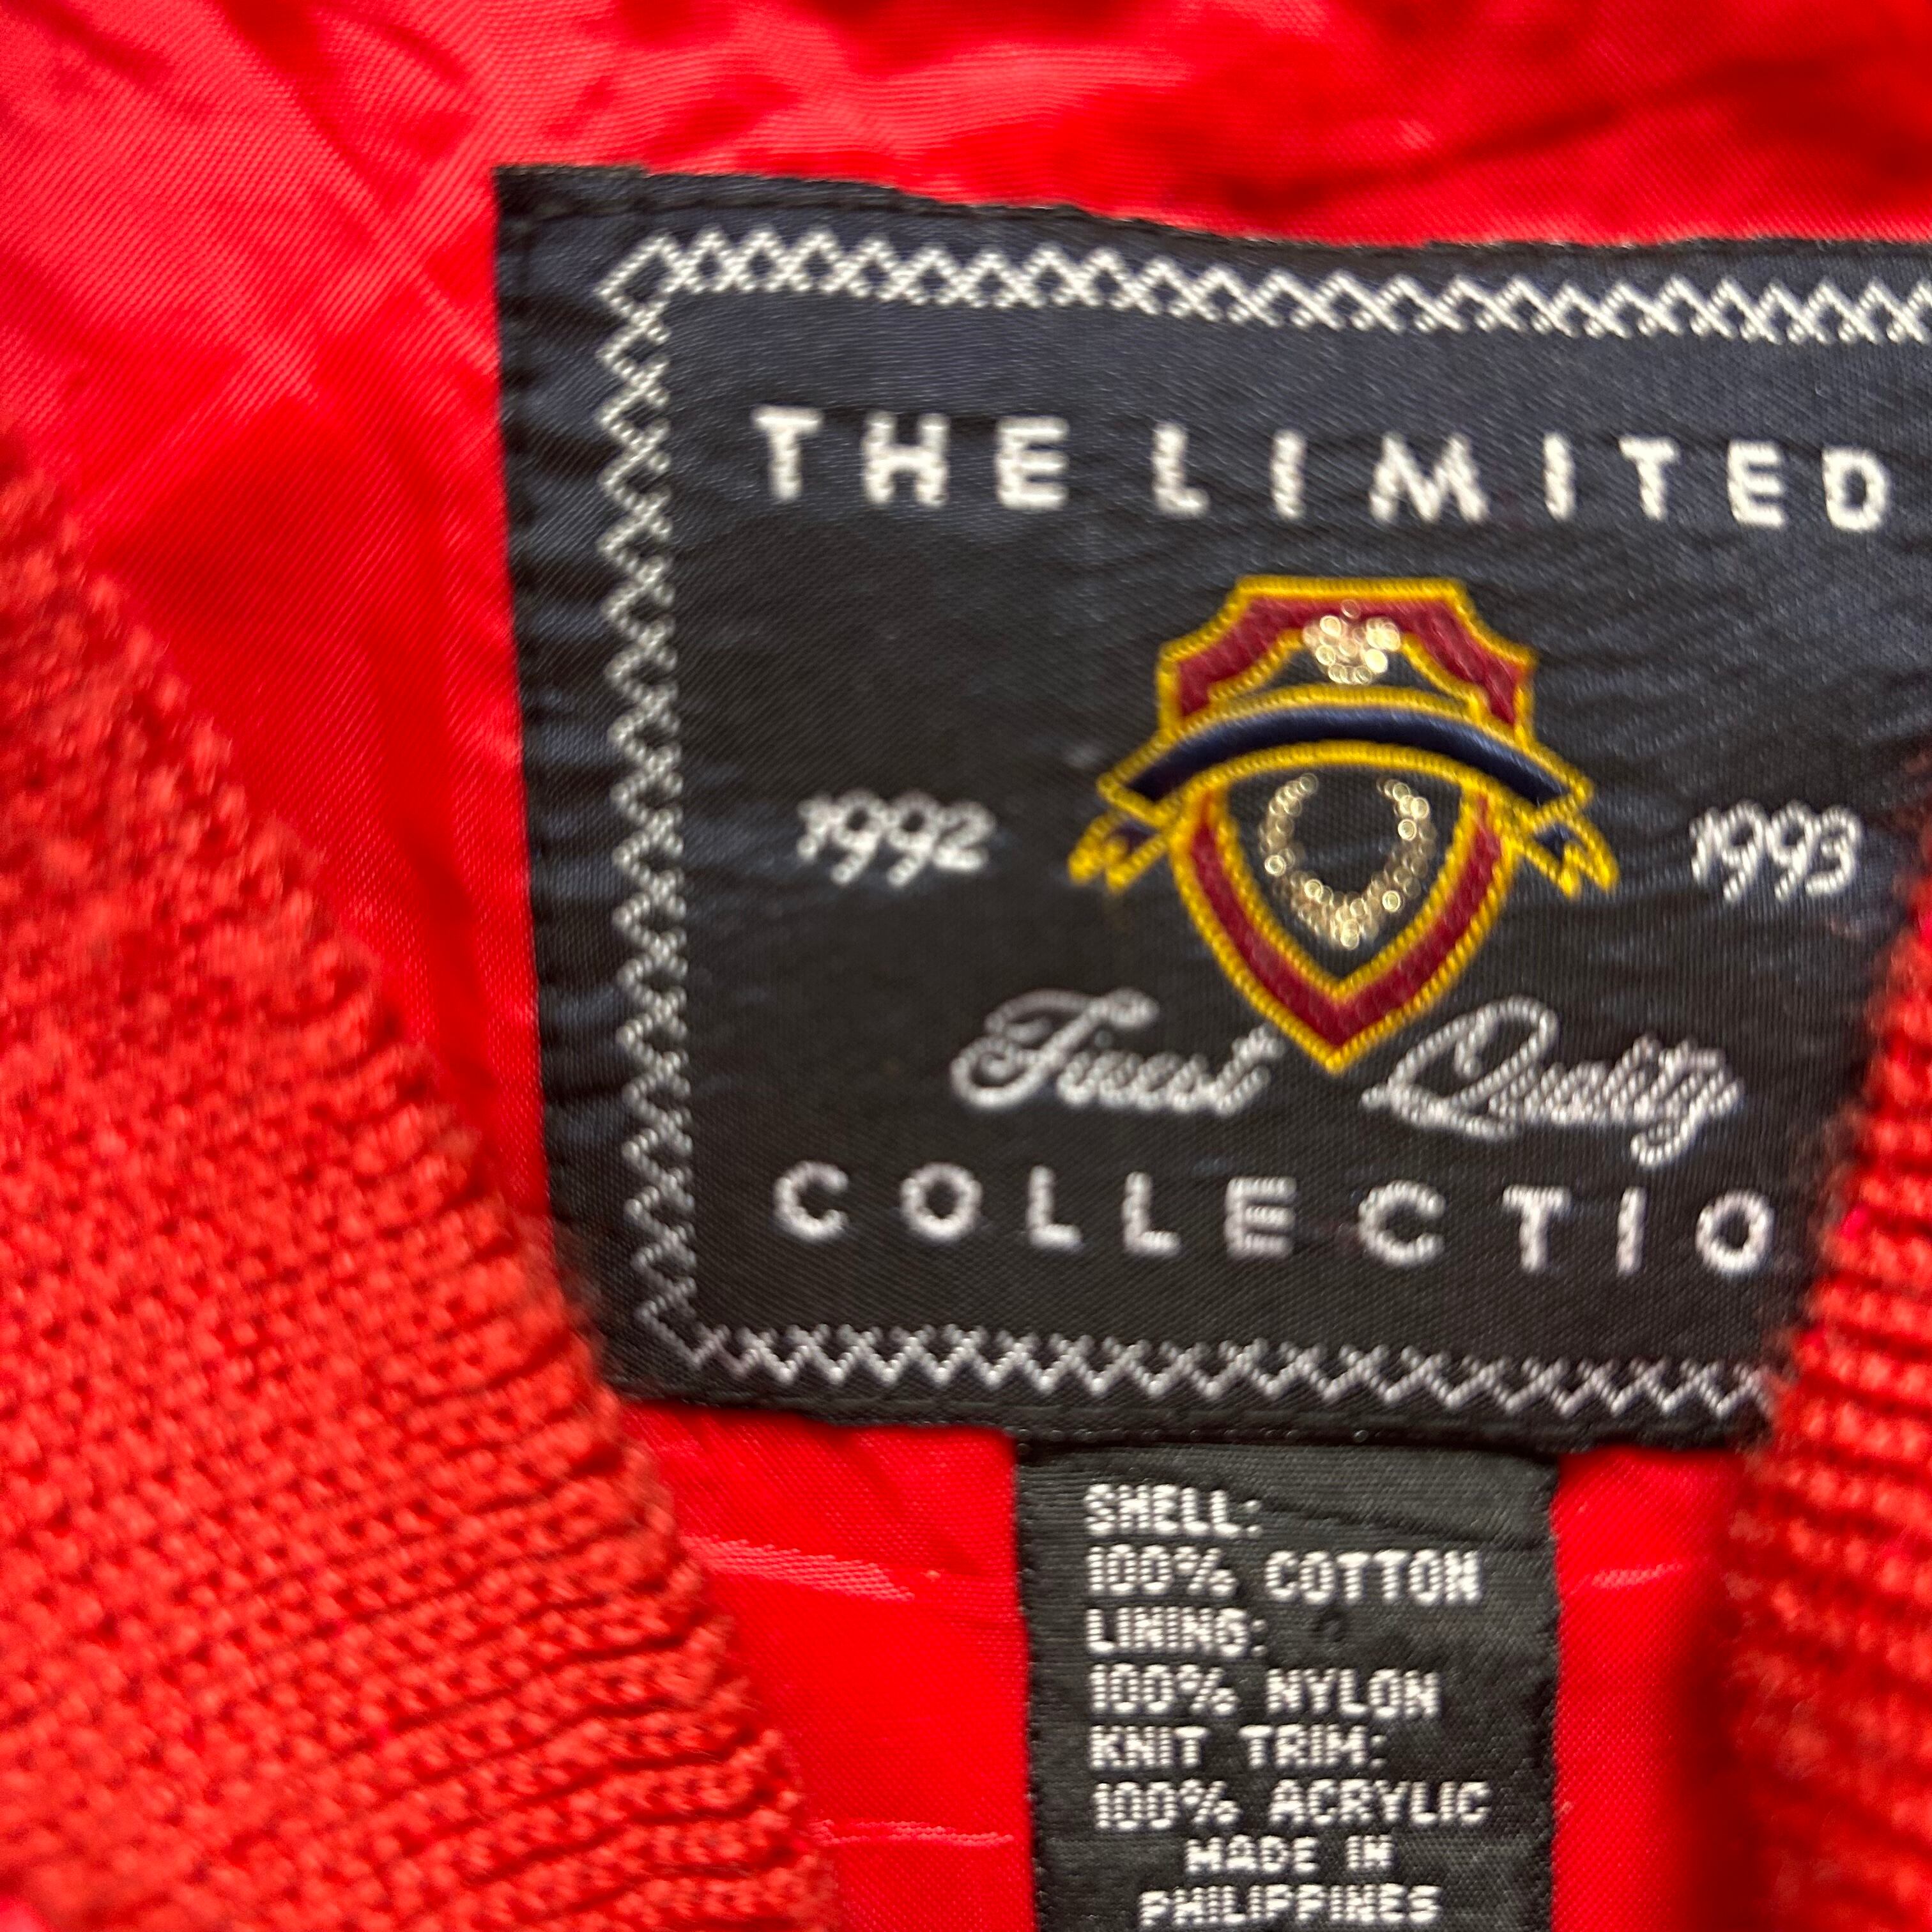 THE LIMITED
1992 1993
Finest Quality
COLLECTIO
SHELL:
100% COTTON
LINING:
100% NYLON
KNIT TRIM:
100% ACRYLIC
MADE IN
PHILIPPINES